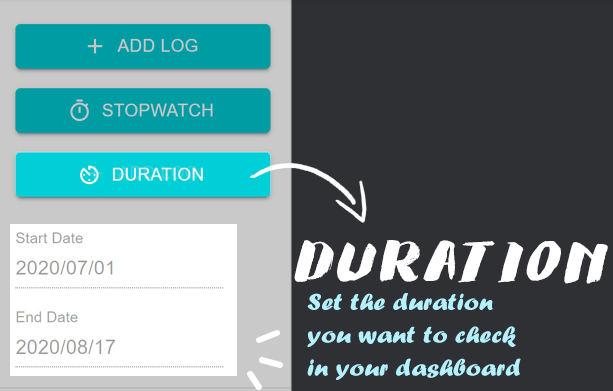 ADD LOG
STOPWATCH
DURATION
Start Date
2020/07/01
End Date
2020/08/17
DURATION
Set the duration
you want to check
in your dashboard